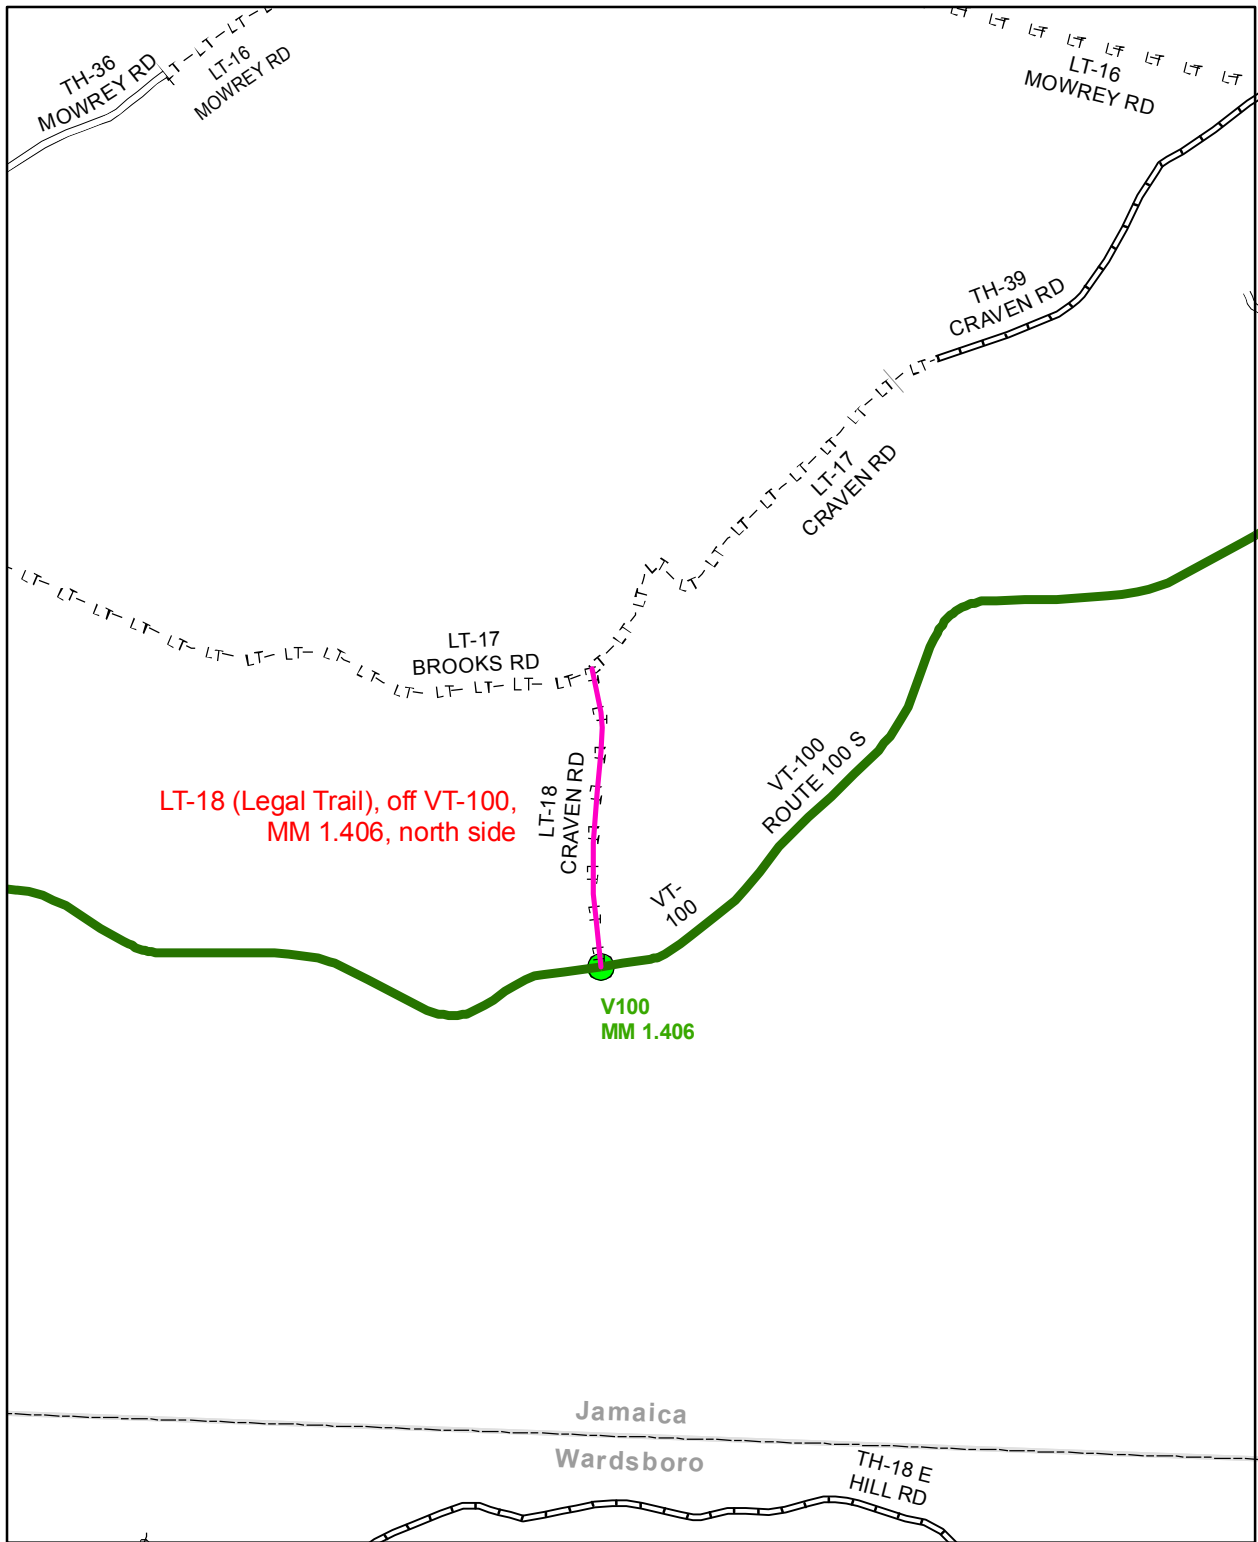 TH-36
MOWREY RD
LT-16
MOWREY RD
LT-16
MOWREY RD
TH-39
CRAVEN RD
LT-17
CRAVEN RD
LT-17
BROOKS RD
LT-18
CRAVEN RD
LT-18 (Legal Trail), off VT-100,
MM 1.406, north side
VT-100
ROUTE 100 S
VT-
100
V100
MM 1.406
Jamaica
Wardsboro
TH-18 E
HILL RD